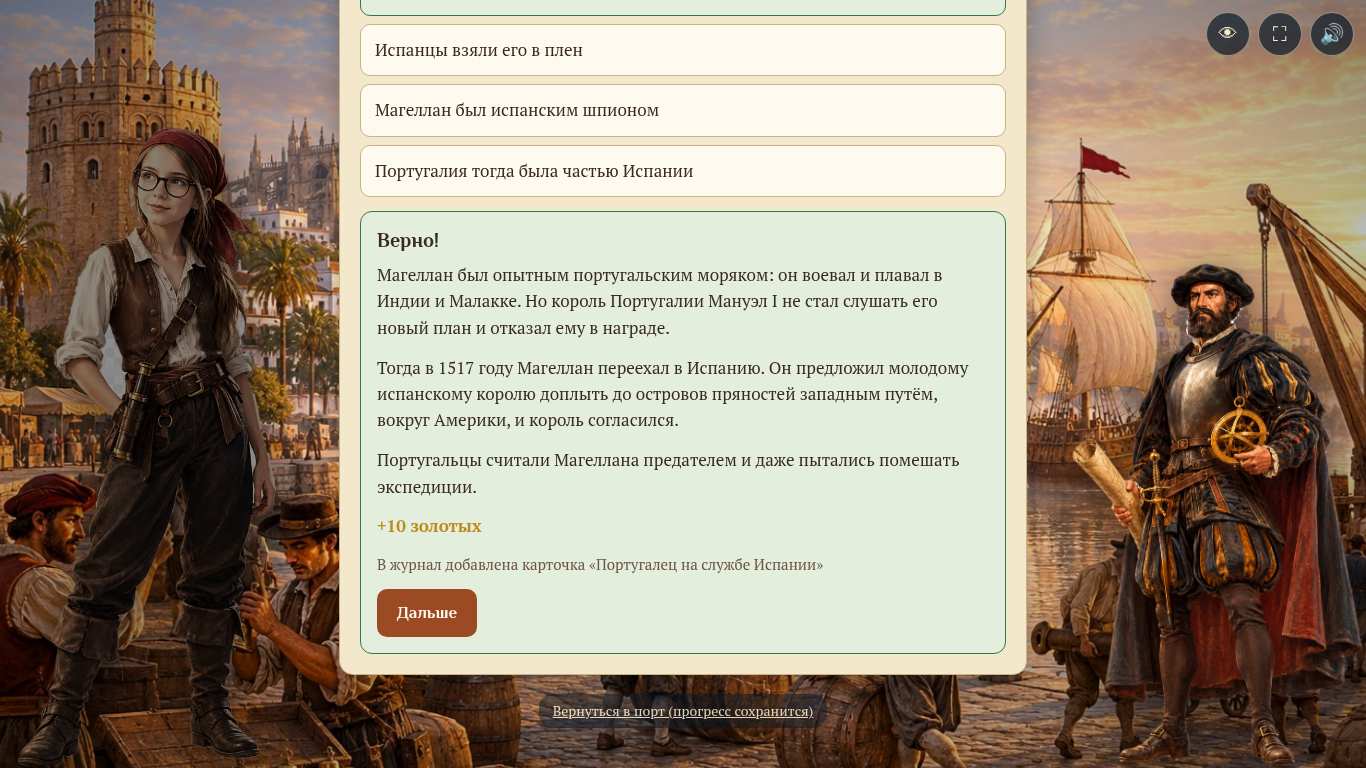 Испанцы взяли его в плен
Магеллан был испанским шпионом
Португалия тогда была частью Испании
Верно!
Магеллан был опытным португальским моряком: он воевал и плавал в
Индии и Малакке. Но король Португалии Мануэл I не стал слушать его
новый план и отказал ему в награде.
Тогда в 1517 году Магеллан переехал в Испанию. Он предложил молодому
испанскому королю доплыть до островов пряностей западным путём,
вокруг Америки, и король согласился.
Португальцы считали Магеллана предателем и даже пытались помешать
экспедиции.
+10 золотых
В журнал добавлена карточка «Португалец на службе Испании»
Дальше
Вернуться в порт (прогресс сохранится)